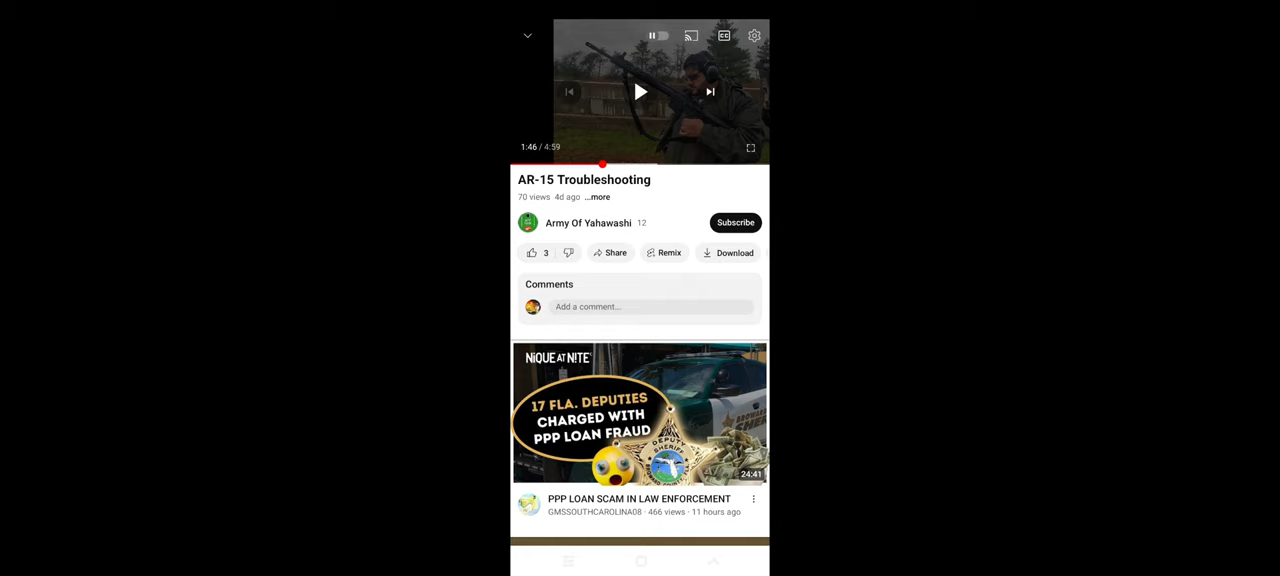 1:46 / 4:59
AR-15 Troubleshooting
70 views 4d ago ...more
Army Of Yahawashi 12
Subscribe
3 Share Remix Download
Comments
Add a comment...
NiQUE AT NiTE
17 FLA. DEPUTIES
CHARGED WITH
PPP LOAN FRAUD
DEPUTY
SHERIFF
24:41
PPP LOAN SCAM IN LAW ENFORCEMENT
GMSSOUTHCAROLINA08 · 466 views · 11 hours ago